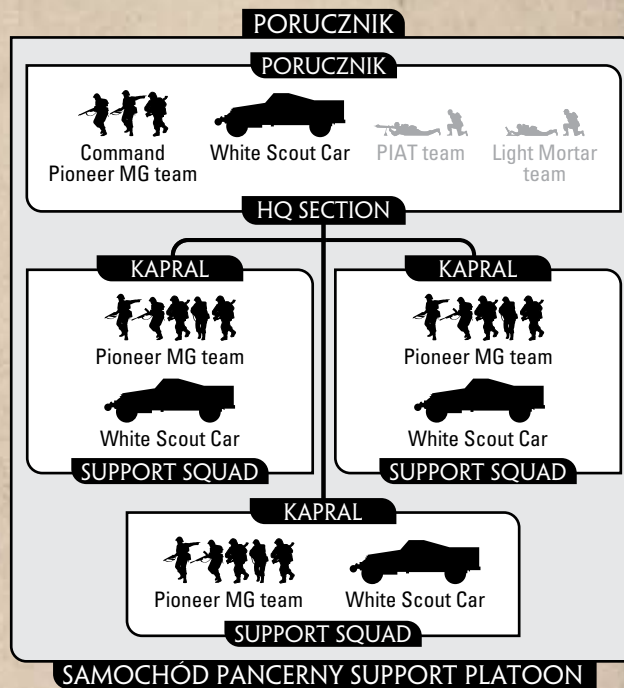 PORUCZNIK
PORUCZNIK
Command
Pioneer MG team
White Scout Car
PIAT team
Light Mortar
team
HQ SECTION
KAPRAL
Pioneer MG team
White Scout Car
SUPPORT SQUAD
KAPRAL
Pioneer MG team
White Scout Car
SUPPORT SQUAD
KAPRAL
Pioneer MG team
White Scout Car
SUPPORT SQUAD
SAMOCHÓD PANCERNY SUPPORT PLATOON